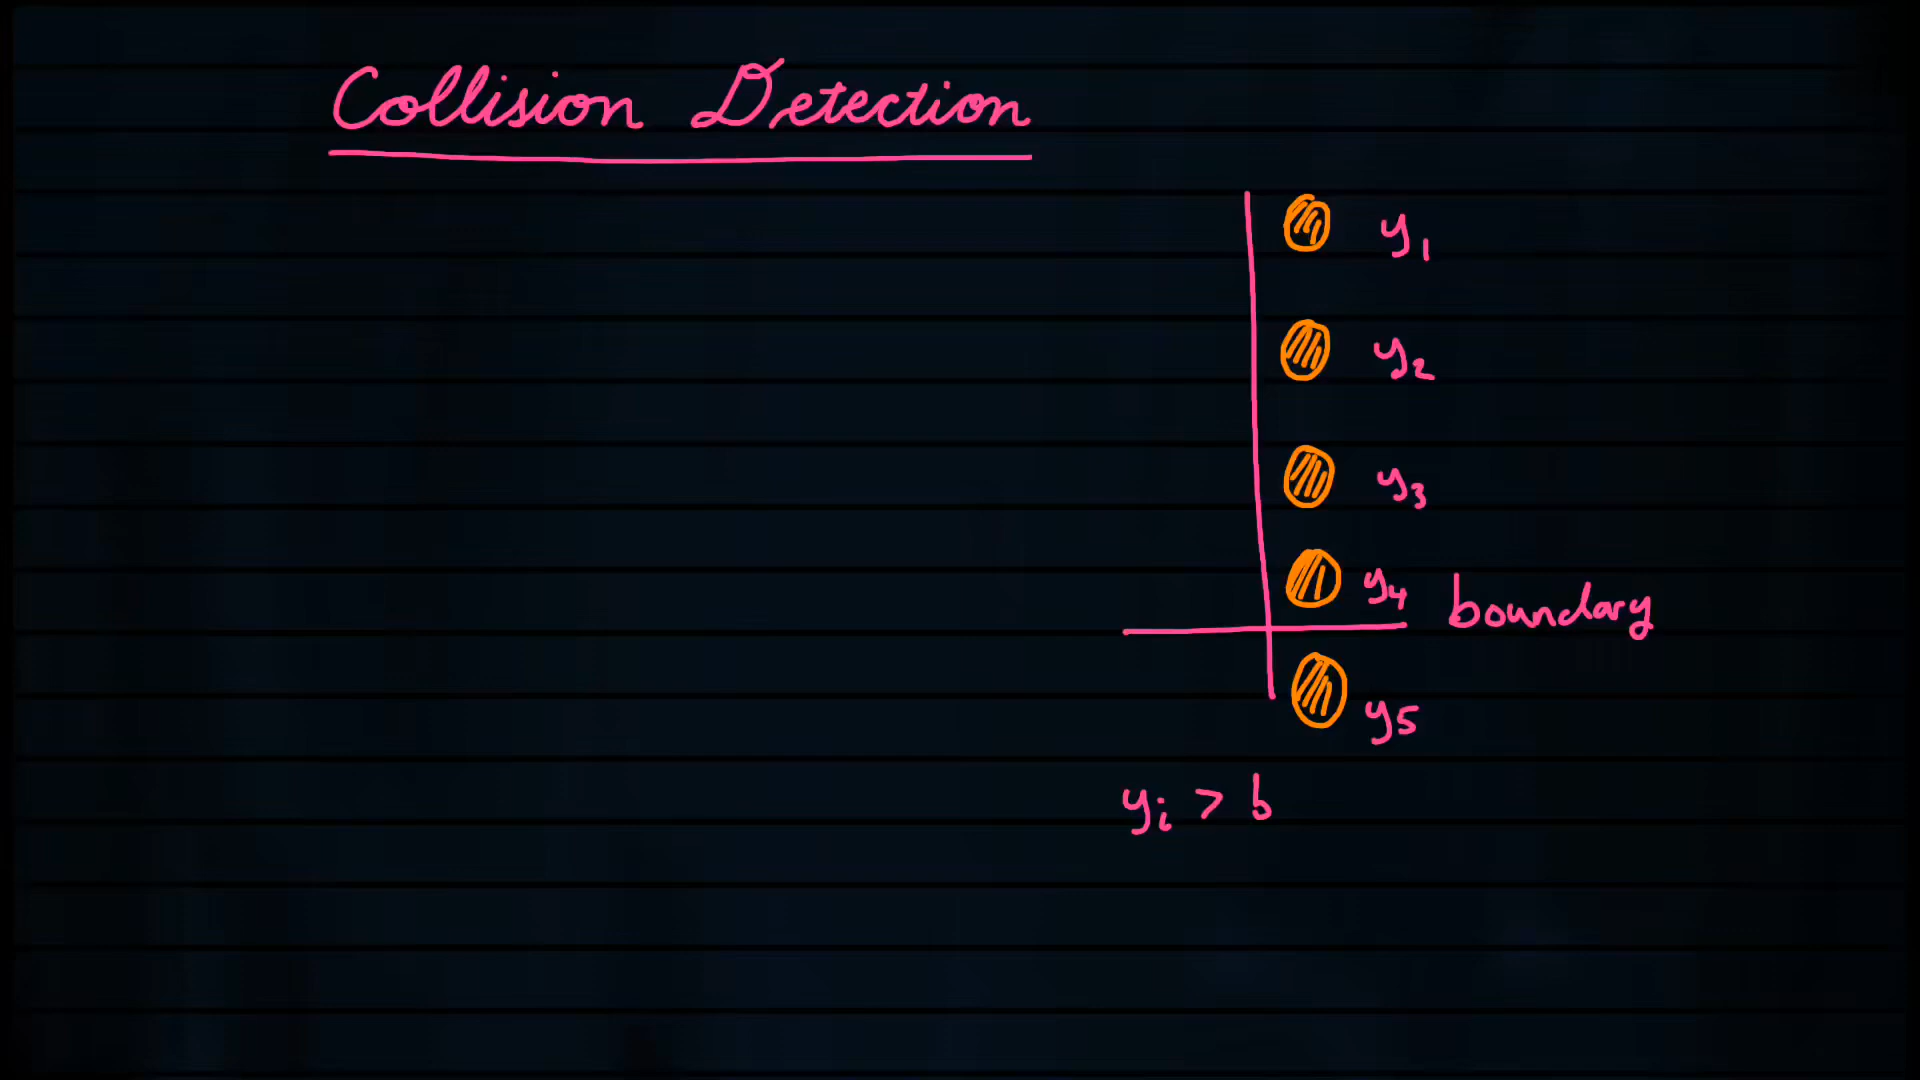 Collision Detection
y1
y2
y3
y4 boundary
y5
yi > b